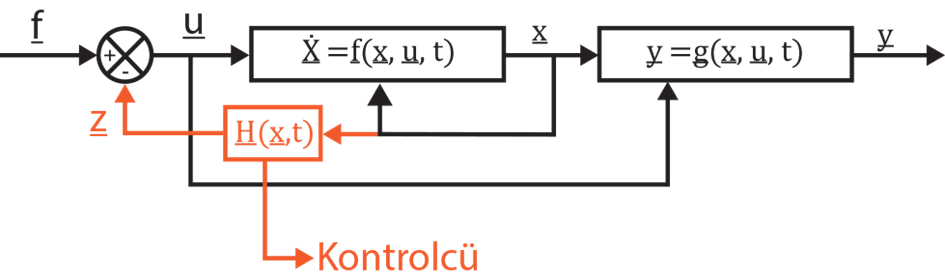 f
u
Ẋ =f(x, u, t)
x
y =g(x, u, t)
y
+
-
z
H(x,t)
Kontrolcü